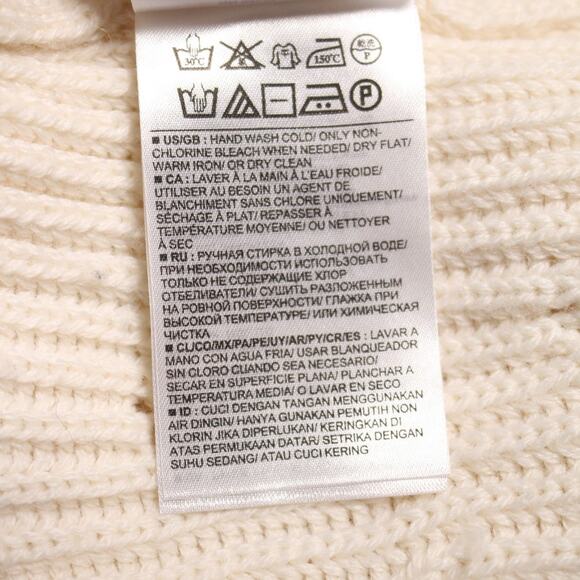 30°C 150°C 乾洗 P
P
■ US/GB : HAND WASH COLD/ ONLY NON-
CHLORINE BLEACH WHEN NEEDED/ DRY FLAT/
WARM IRON/ OR DRY CLEAN
■ CA : LAVER À LA MAIN À L'EAU FROIDE/
UTILISER AU BESOIN UN AGENT DE
BLANCHIMENT SANS CHLORE UNIQUEMENT/
SÉCHAGE À PLAT/ REPASSER À
TEMPÉRATURE MOYENNE/ OU NETTOYER
À SEC
■ RU : РУЧНАЯ СТИРКА В ХОЛОДНОЙ ВОДЕ/
ПРИ НЕОБХОДИМОСТИ ИСПОЛЬЗОВАТЬ
ТОЛЬКО НЕ СОДЕРЖАЩИЕ ХЛОР
ОТБЕЛИВАТЕЛИ/ СУШИТЬ РАЗЛОЖЕННЫМ
НА РОВНОЙ ПОВЕРХНОСТИ/ ГЛАЖКА ПРИ
ВЫСОКОЙ ТЕМПЕРАТУРЕ/ ИЛИ ХИМИЧЕСКАЯ
ЧИСТКА
■ CL/CO/MX/PA/PE/UY/AR/PY/CR/ES : LAVAR A
MANO CON AGUA FRIA/ USAR BLANQUEADOR
SIN CLORO CUANDO SEA NECESARIO/
SECAR EN SUPERFICIE PLANA/ PLANCHAR A
TEMPERATURA MEDIA/ O LAVAR EN SECO
■ ID : CUCI DENGAN TANGAN MENGGUNAKAN
AIR DINGIN/ HANYA GUNAKAN PEMUTIH NON
KLORIN JIKA DIPERLUKAN/ KERINGKAN DI
ATAS PERMUKAAN DATAR/ SETRIKA DENGAN
SUHU SEDANG/ ATAU CUCI KERING